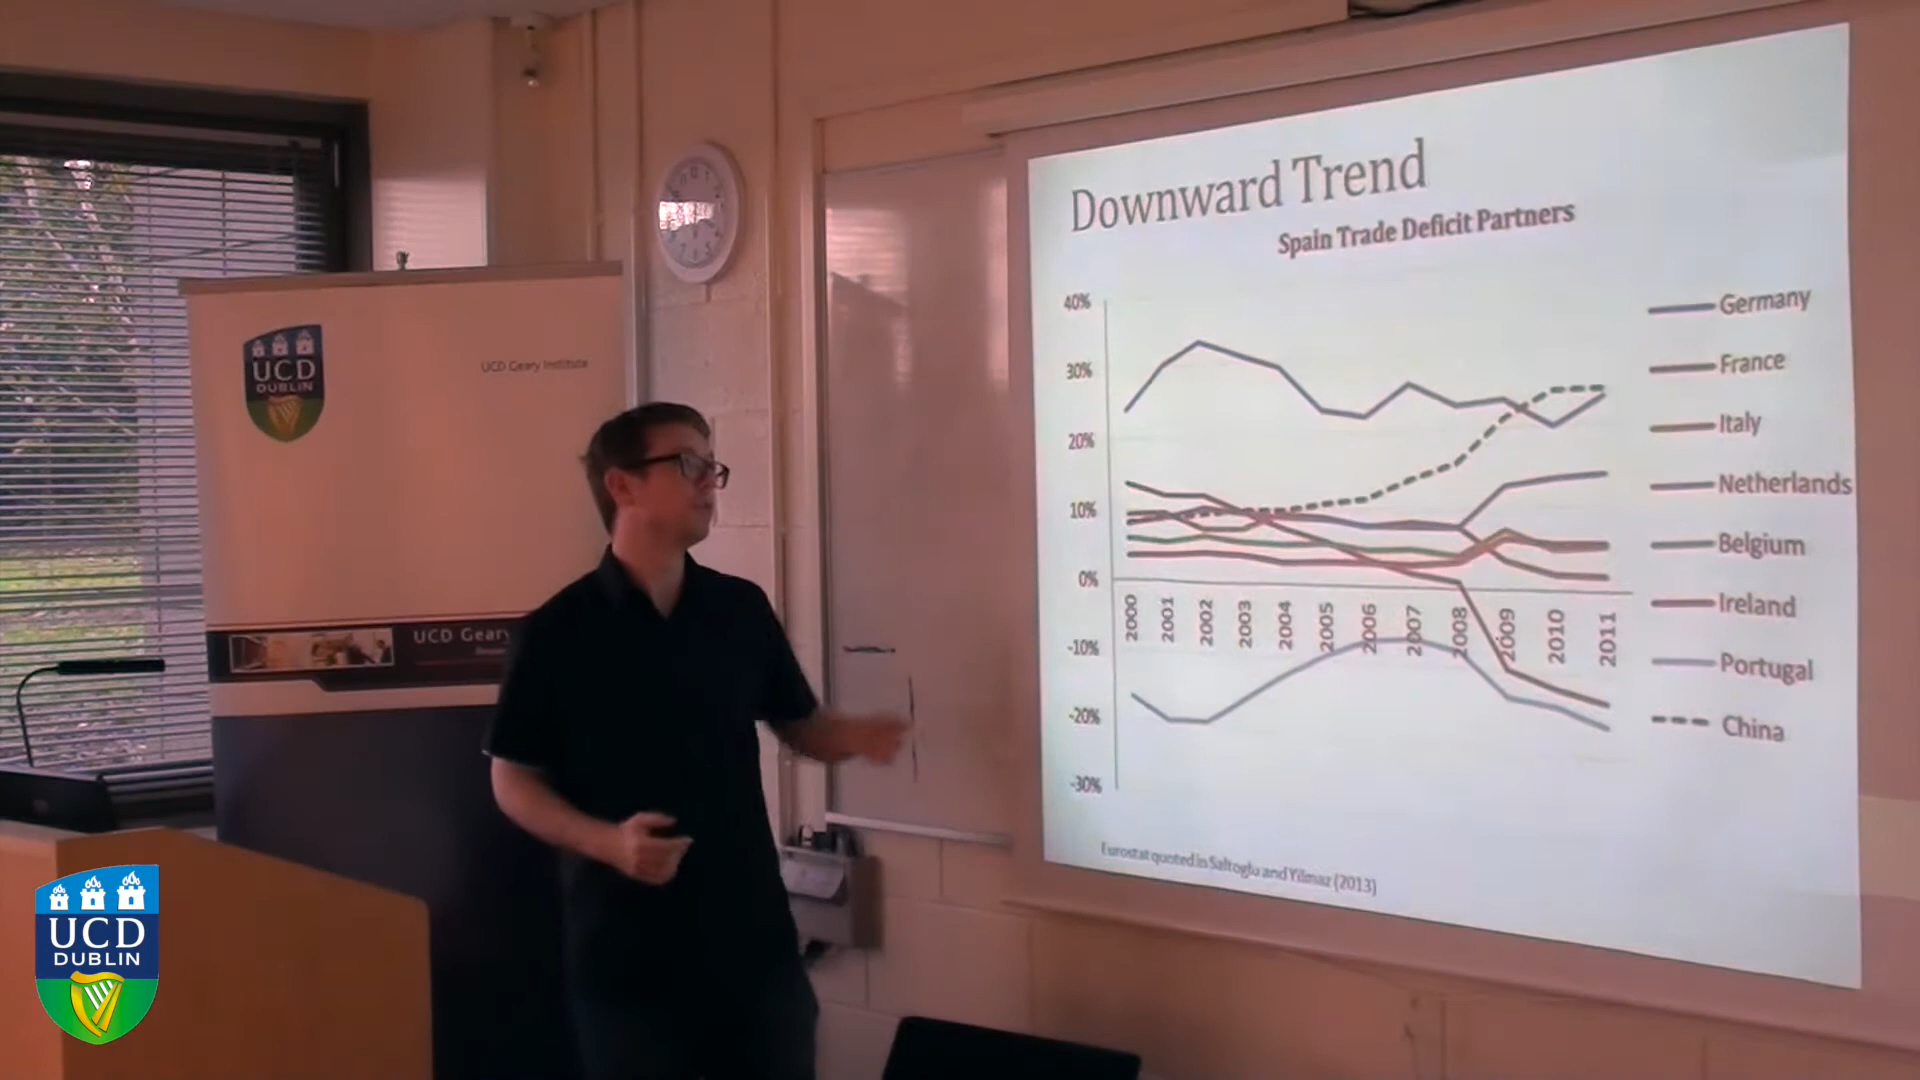 Downward Trend
Spain Trade Deficit Partners
40%
30%
20%
10%
0%
-10%
-20%
-30%
2000
2001
2002
2003
2004
2005
2006
2007
2008
2009
2010
2011
Germany
France
Italy
Netherlands
Belgium
Ireland
Portugal
China
Eurostat quoted in Saltoglu and Yilmaz (2013)
UCD
DUBLIN
UCD Geary Institute
UCD Geary
UCD
DUBLIN